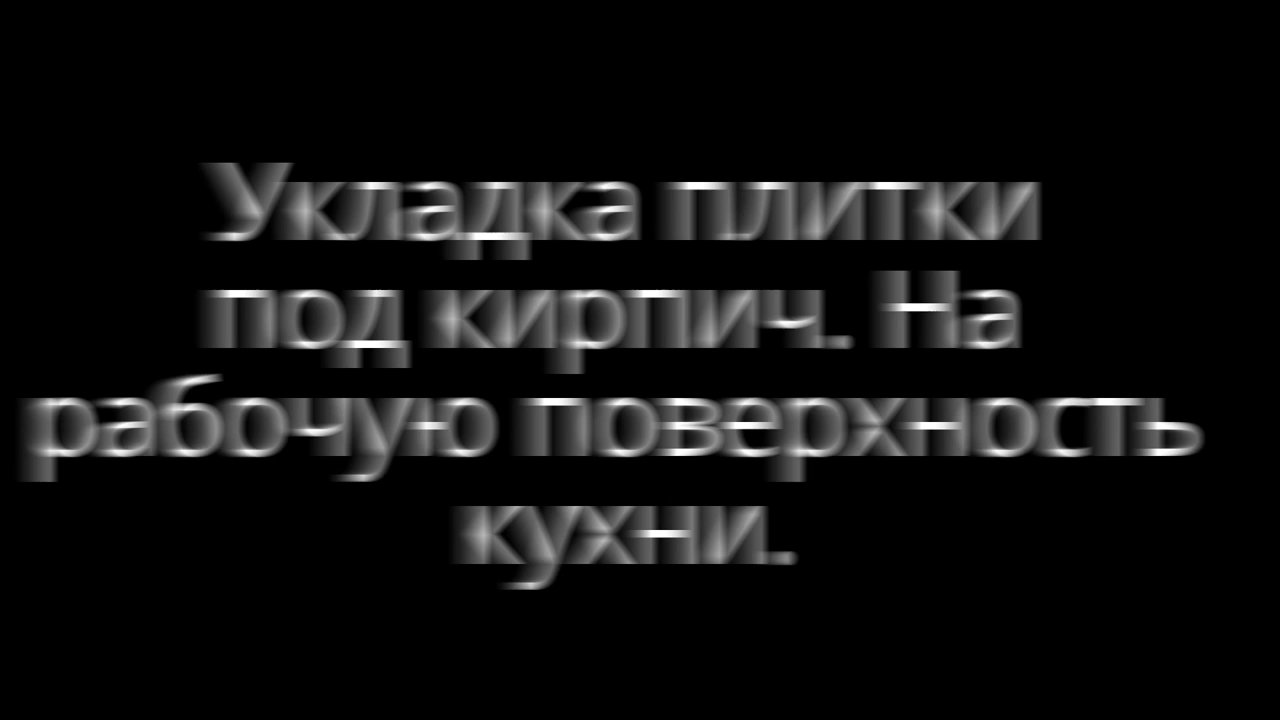 Укладка плитки
под кирпич. На
рабочую поверхность
кухни.